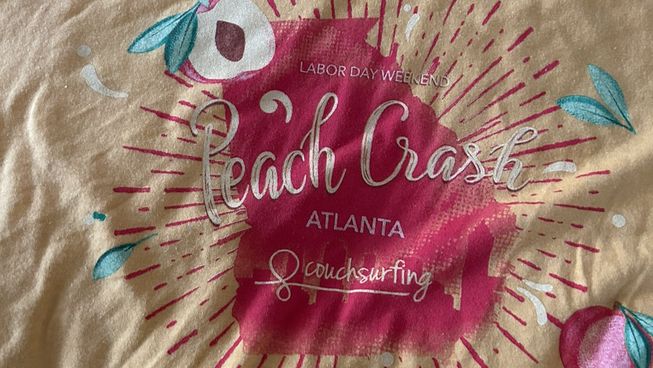 LABOR DAY WEEKEND
Peach Crash
ATLANTA
couchsurfing